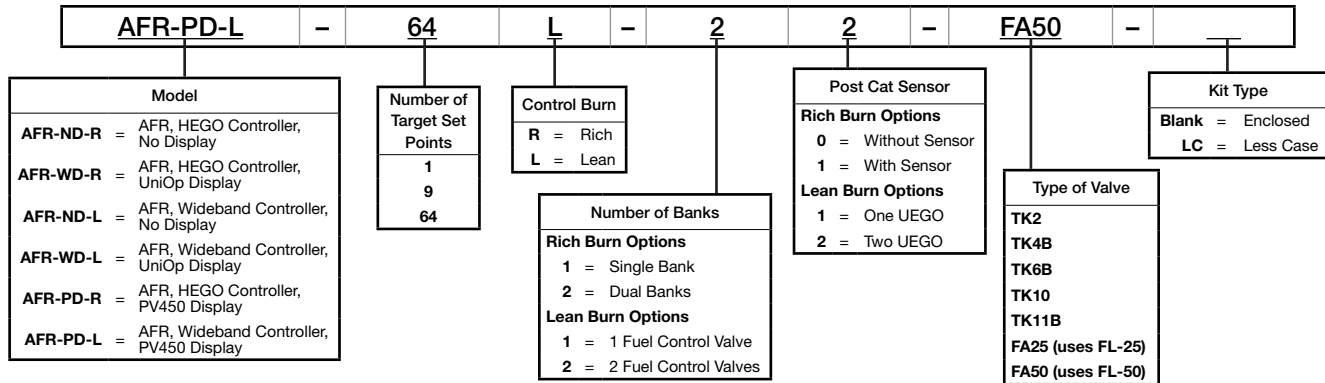 AFR-PD-L – 64 L – 2 2 – FA50 –
Model
AFR-ND-R = AFR, HEGO Controller,
No Display
AFR-WD-R = AFR, HEGO Controller,
UniOp Display
AFR-ND-L = AFR, Wideband Controller,
No Display
AFR-WD-L = AFR, Wideband Controller,
UniOp Display
AFR-PD-R = AFR, HEGO Controller,
PV450 Display
AFR-PD-L = AFR, Wideband Controller,
PV450 Display
Number of
Target Set
Points
1
9
64
Control Burn
R = Rich
L = Lean
Number of Banks
Rich Burn Options
1 = Single Bank
2 = Dual Banks
Lean Burn Options
1 = 1 Fuel Control Valve
2 = 2 Fuel Control Valves
Post Cat Sensor
Rich Burn Options
0 = Without Sensor
1 = With Sensor
Lean Burn Options
1 = One UEGO
2 = Two UEGO
Type of Valve
TK2
TK4B
TK6B
TK10
TK11B
FA25 (uses FL-25)
FA50 (uses FL-50)
Kit Type
Blank = Enclosed
LC = Less Case